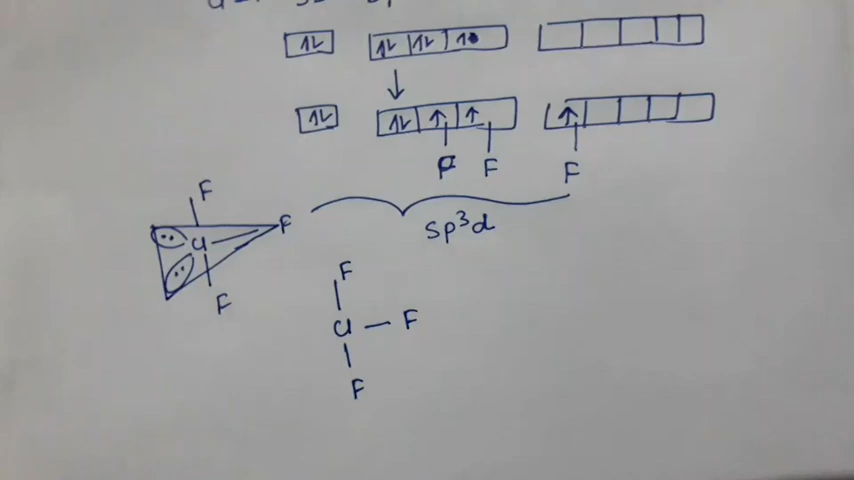 ↑↓ ↑↓ ↑↓ ↑
↑↓ ↑↓ ↑ ↑ ↑
F F F
sp³d
F
Cl F
F
F
Cl — F
F